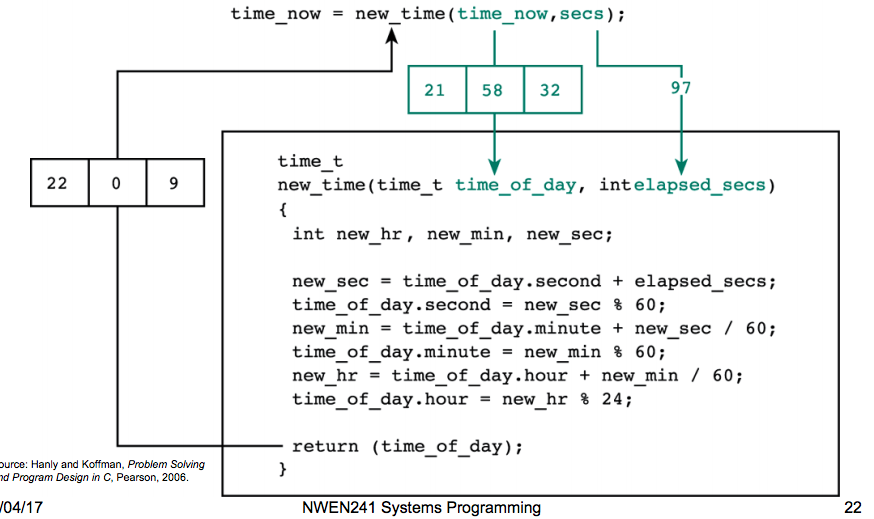 time_now = new_time(time_now,secs);
21 58 32
97
22 0 9
time_t
new_time(time_t time_of_day, intelapsed_secs)
{
int new_hr, new_min, new_sec;
new_sec = time_of_day.second + elapsed_secs;
time_of_day.second = new_sec % 60;
new_min = time_of_day.minute + new_sec / 60;
time_of_day.minute = new_min % 60;
new_hr = time_of_day.hour + new_min / 60;
time_of_day.hour = new_hr % 24;
return (time_of_day);
}
ource: Hanly and Koffman, Problem Solving
nd Program Design in C, Pearson, 2006.
/04/17 NWEN241 Systems Programming 22